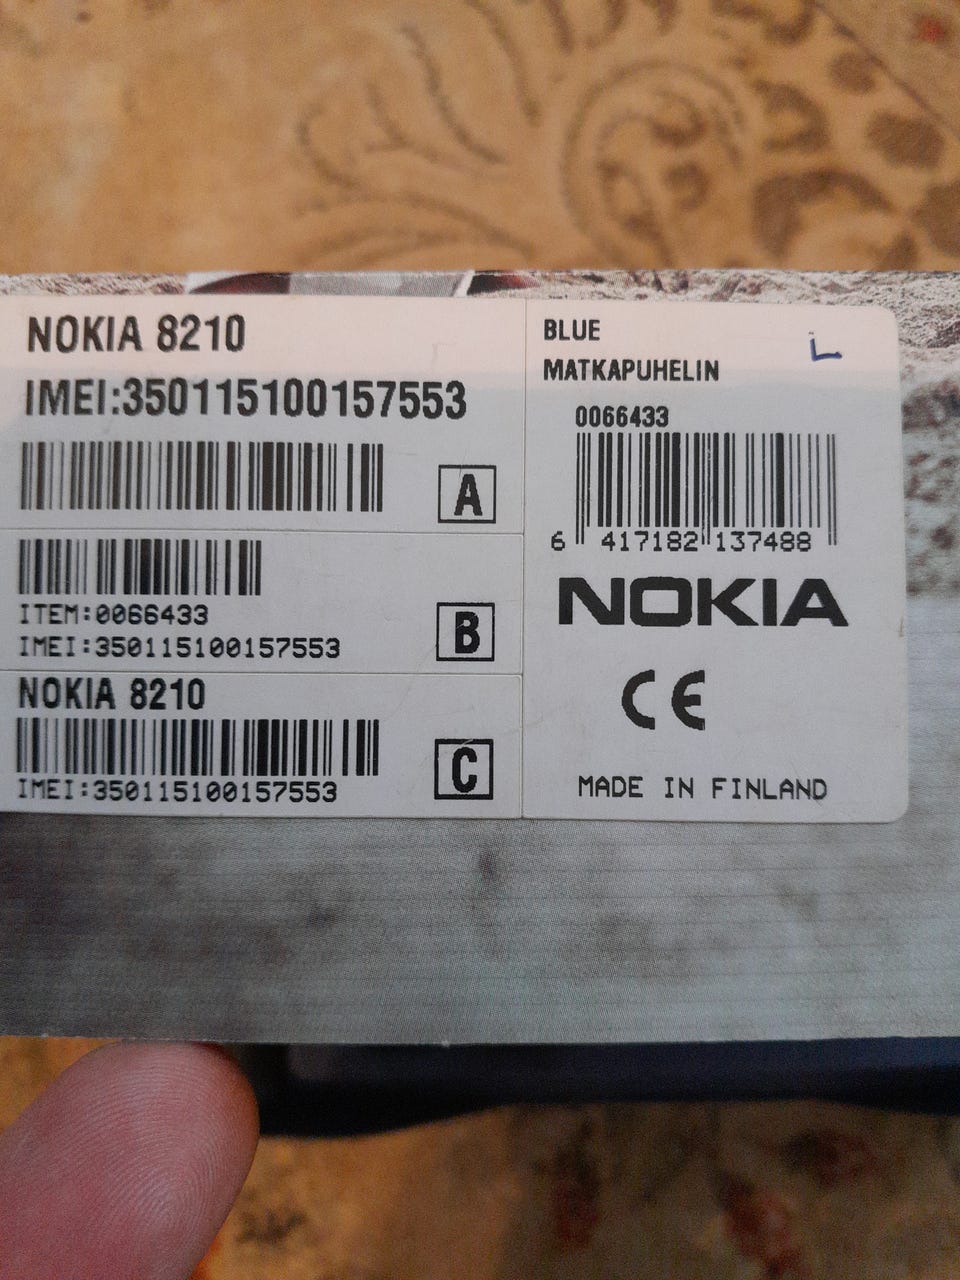 NOKIA 8210
IMEI:350115100157553
A
ITEM:0066433
IMEI:350115100157553
B
NOKIA 8210
IMEI:350115100157553
C
BLUE
MATKAPUHELIN
0066433
6 417182 137488
NOKIA
CE
MADE IN FINLAND